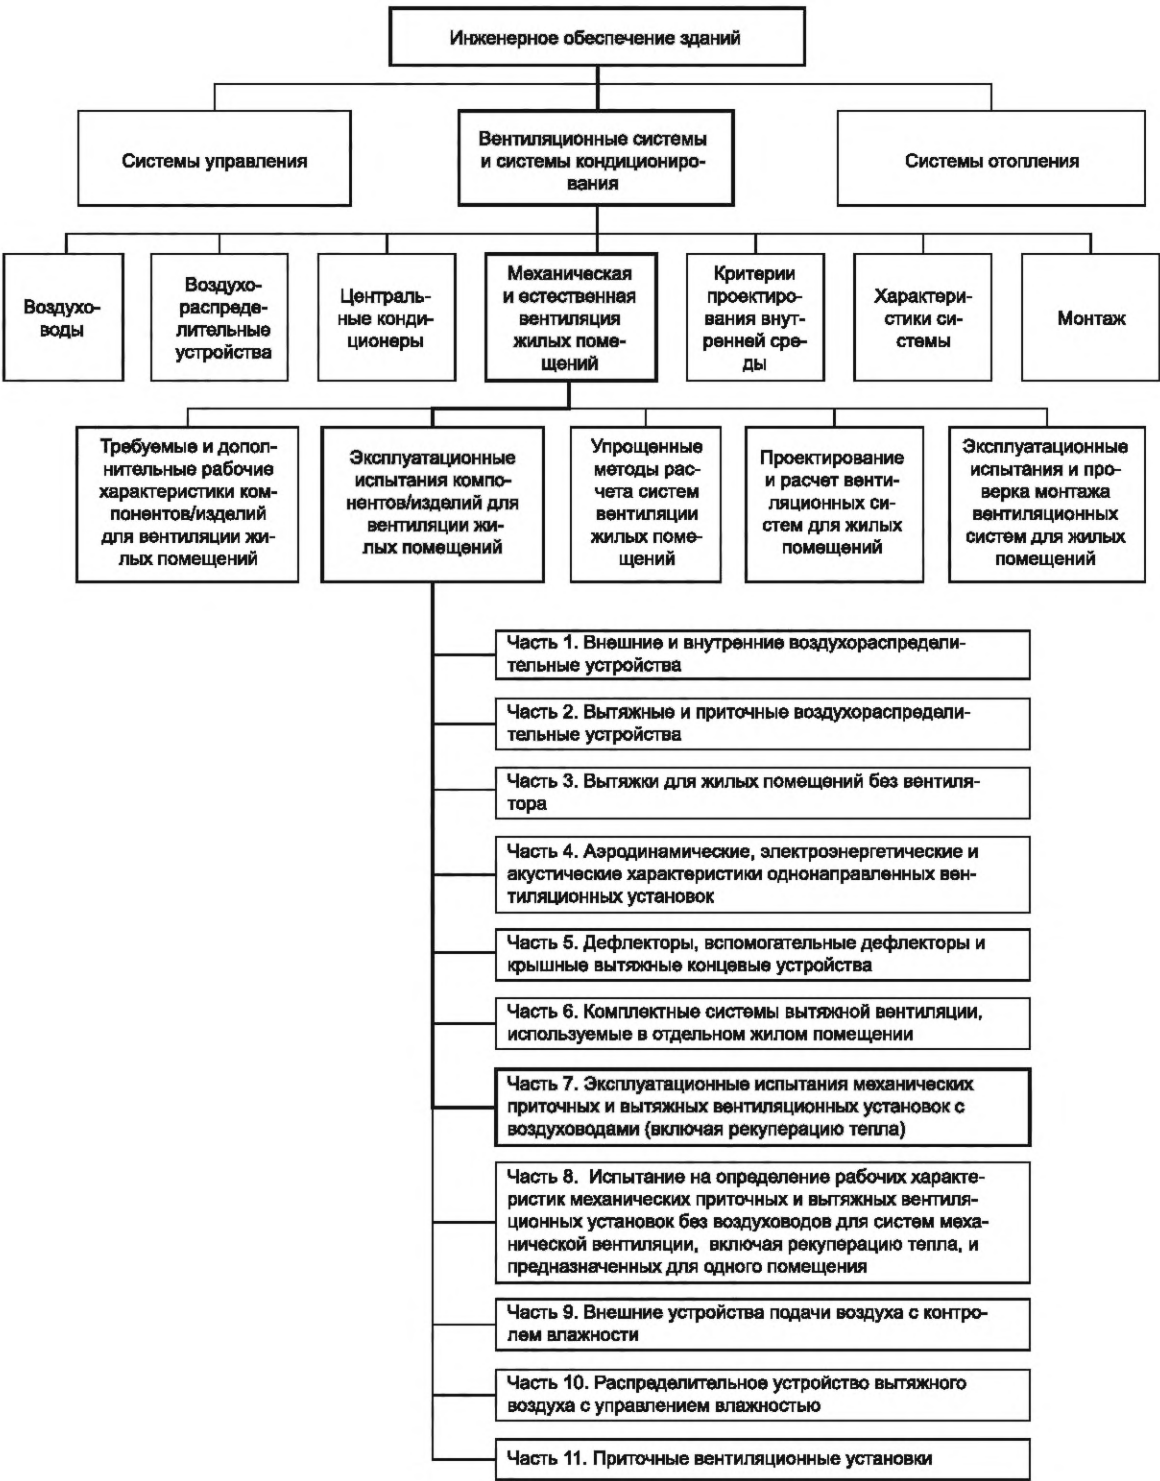 Инженерное обеспечение зданий
Системы управления
Вентиляционные системы
и системы кондициониро-
вания
Системы отопления
Воздухо-
воды
Воздухо-
распреде-
лительные
устройства
Централь-
ные конди-
ционеры
Механическая
и естественная
вентиляция
жилых поме-
щений
Критерии
проектиро-
вания внут-
ренней сре-
ды
Характери-
стики си-
стемы
Монтаж
Требуемые и допол-
нительные рабочие
характеристики ком-
понентов/изделий
для вентиляции жи-
лых помещений
Эксплуатационные
испытания компо-
нентов/изделий для
вентиляции жи-
лых помещений
Упрощенные
методы рас-
чета систем
вентиляции
жилых поме-
щений
Проектирование
и расчет венти-
ляционных си-
стем для жилых
помещений
Эксплуатационные
испытания и про-
верка монтажа
вентиляционных
систем для жилых
помещений
Часть 1. Внешние и внутренние воздухораспредели-
тельные устройства
Часть 2. Вытяжные и приточные воздухораспредели-
тельные устройства
Часть 3. Вытяжки для жилых помещений без вентиля-
тора
Часть 4. Аэродинамические, электроэнергетические и
акустические характеристики однонаправленных вен-
тиляционных установок
Часть 5. Дефлекторы, вспомогательные дефлекторы и
крышные вытяжные концевые устройства
Часть 6. Комплектные системы вытяжной вентиляции,
используемые в отдельном жилом помещении
Часть 7. Эксплуатационные испытания механических
приточных и вытяжных вентиляционных установок с
воздуховодами (включая рекуперацию тепла)
Часть 8. Испытание на определение рабочих характе-
ристик механических приточных и вытяжных вентиля-
ционных установок без воздуховодов для систем меха-
нической вентиляции, включая рекуперацию тепла, и
предназначенных для одного помещения
Часть 9. Внешние устройства подачи воздуха с контро-
лем влажности
Часть 10. Распределительное устройство вытяжного
воздуха с управлением влажностью
Часть 11. Приточные вентиляционные установки